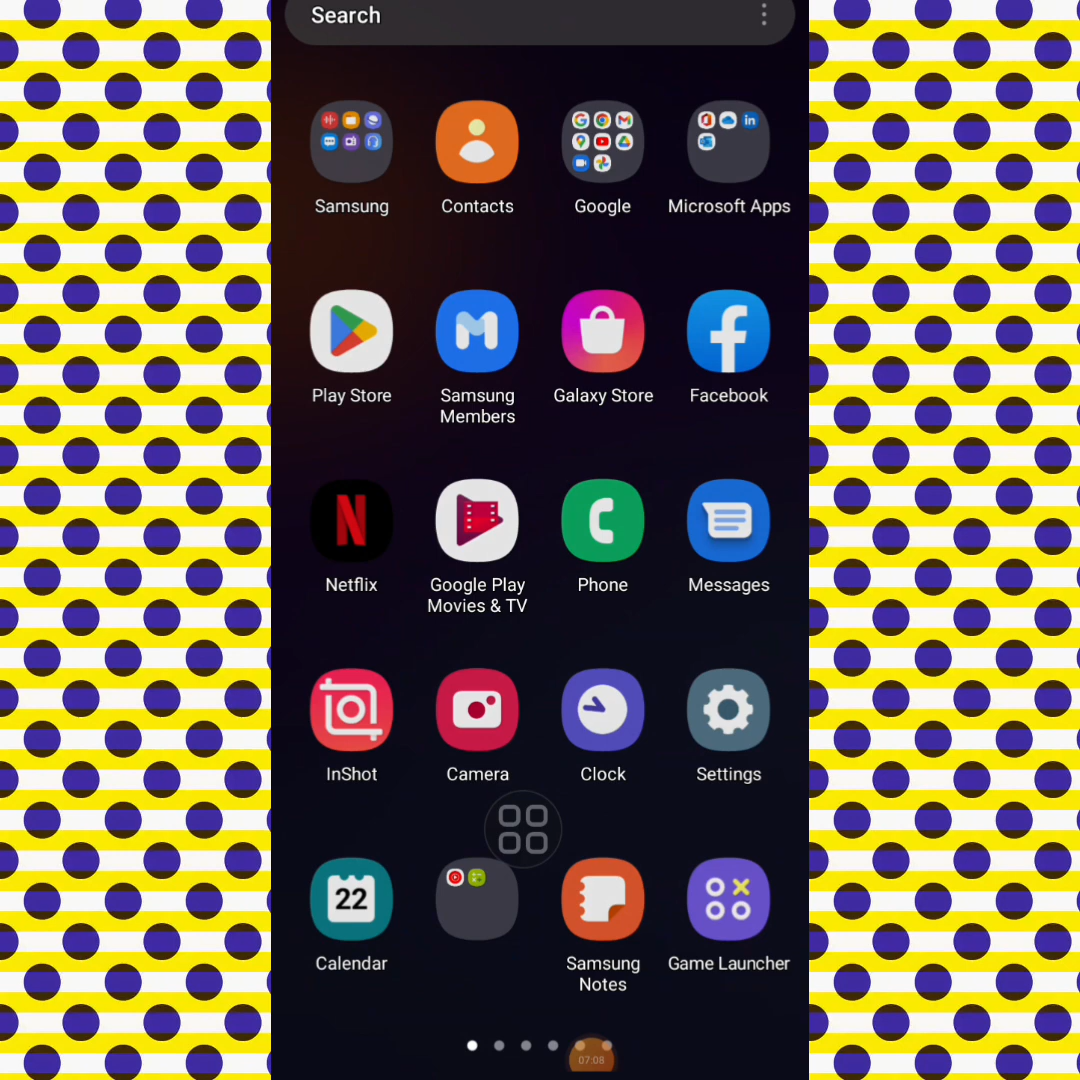 Search
Samsung
Contacts
Google
Microsoft Apps
Play Store
Samsung
Members
Galaxy Store
Facebook
Netflix
Google Play
Movies & TV
Phone
Messages
InShot
Camera
Clock
Settings
22
Calendar
Samsung
Notes
Game Launcher
07:08